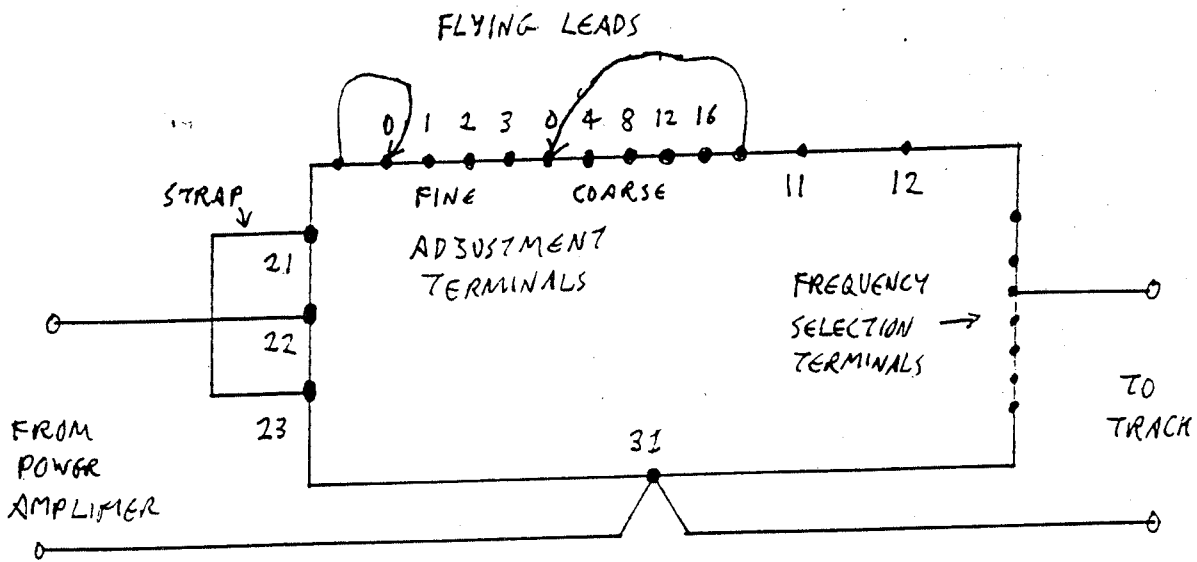 FLYING LEADS
0 1 2 3 0 4 8 12 16
STRAP
FINE COARSE 11 12
21
ADJUSTMENT
TERMINALS
FREQUENCY
SELECTION
TERMINALS
22
TO
TRACK
23
31
FROM
POWER
AMPLIFIER